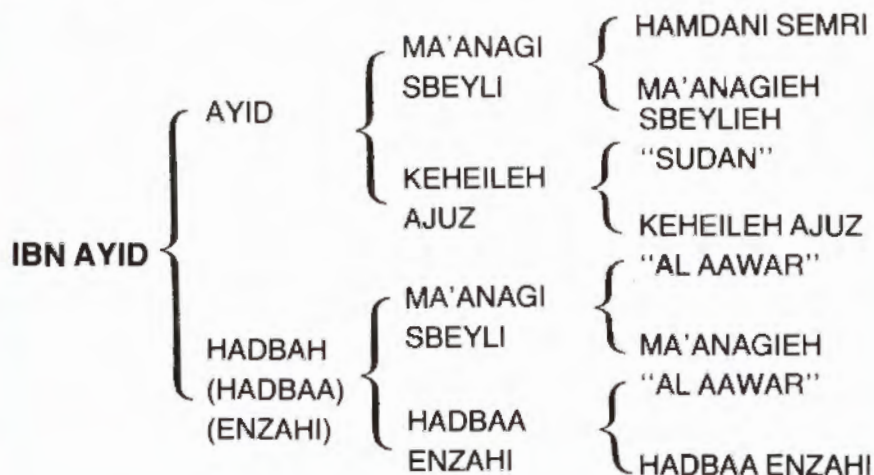 HAMDANI SEMRI
MA'ANAGI
SBEYLI
MA'ANAGIEH
SBEYLIEH
AYID
"SUDAN"
KEHEILEH
AJUZ
KEHEILEH AJUZ
IBN AYID
"AL AAWAR"
MA'ANAGI
SBEYLI
MA'ANAGIEH
HADBAH
(HADBAA)
(ENZAHI)
"AL AAWAR"
HADBAA
ENZAHI
HADBAA ENZAHI